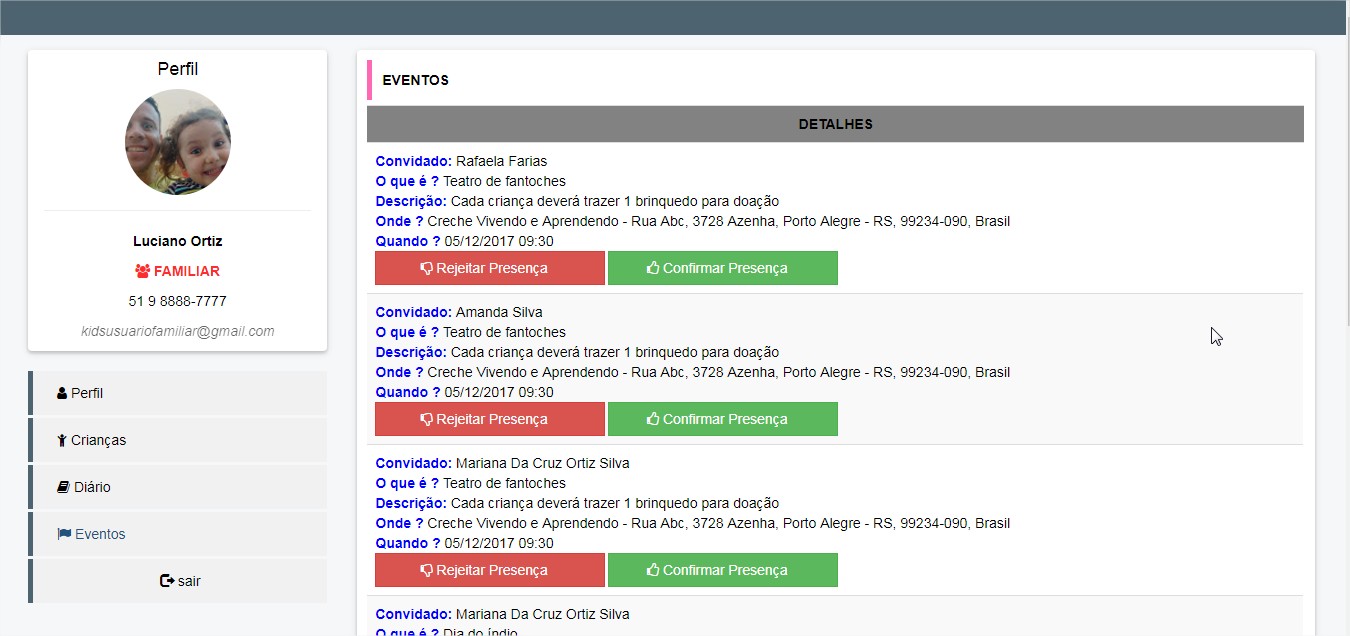 Perfil
Luciano Ortiz
FAMILIAR
51 9 8888-7777
kidsusuariofamiliar@gmail.com
Perfil
Crianças
Diário
Eventos
sair
EVENTOS
DETALHES
Convidado: Rafaela Farias
O que é ? Teatro de fantoches
Descrição: Cada criança deverá trazer 1 brinquedo para doação
Onde ? Creche Vivendo e Aprendendo - Rua Abc, 3728 Azenha, Porto Alegre - RS, 99234-090, Brasil
Quando ? 05/12/2017 09:30
Rejeitar Presença Confirmar Presença
Convidado: Amanda Silva
O que é ? Teatro de fantoches
Descrição: Cada criança deverá trazer 1 brinquedo para doação
Onde ? Creche Vivendo e Aprendendo - Rua Abc, 3728 Azenha, Porto Alegre - RS, 99234-090, Brasil
Quando ? 05/12/2017 09:30
Rejeitar Presença Confirmar Presença
Convidado: Mariana Da Cruz Ortiz Silva
O que é ? Teatro de fantoches
Descrição: Cada criança deverá trazer 1 brinquedo para doação
Onde ? Creche Vivendo e Aprendendo - Rua Abc, 3728 Azenha, Porto Alegre - RS, 99234-090, Brasil
Quando ? 05/12/2017 09:30
Rejeitar Presença Confirmar Presença
Convidado: Mariana Da Cruz Ortiz Silva
O que é ? Dia do índio